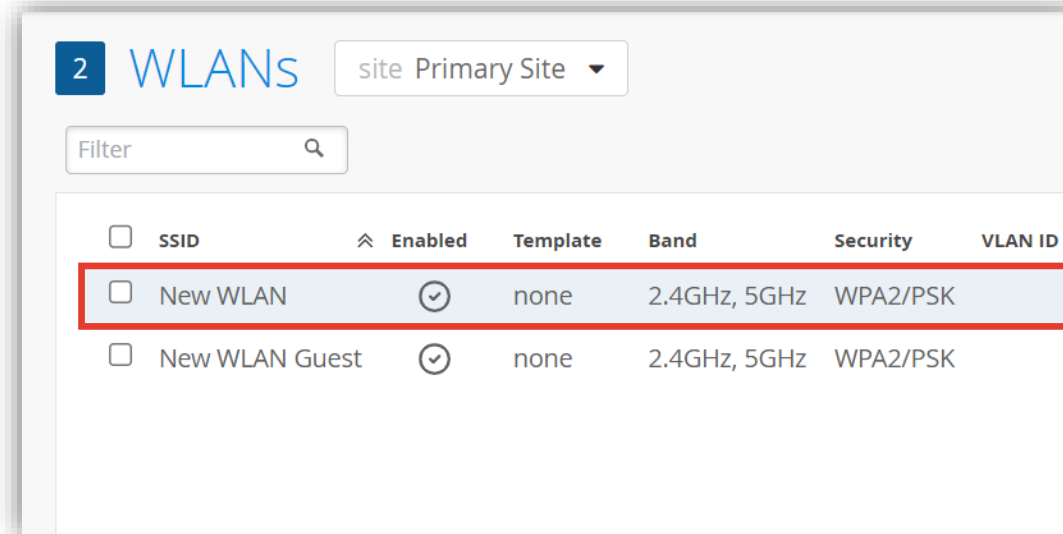 2 WLANs site Primary Site
Filter
SSID Enabled Template Band Security VLAN ID
New WLAN none 2.4GHz, 5GHz WPA2/PSK
New WLAN Guest none 2.4GHz, 5GHz WPA2/PSK